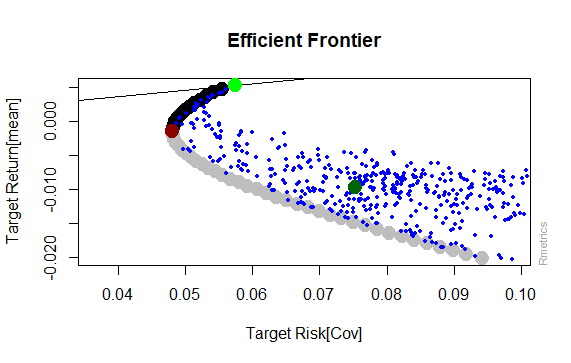 Efficient Frontier
Target Return[mean]
0.000
-0.010
-0.020
0.04 0.05 0.06 0.07 0.08 0.09 0.10
Target Risk[Cov]
Rmetrics